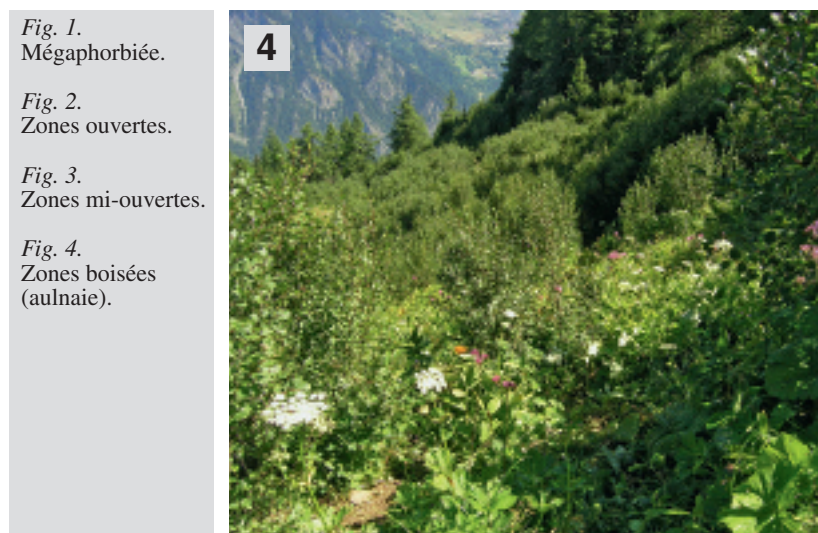 Fig. 1.
Mégaphorbiée.
Fig. 2.
Zones ouvertes.
Fig. 3.
Zones mi-ouvertes.
Fig. 4.
Zones boisées
(aulnaie).
4